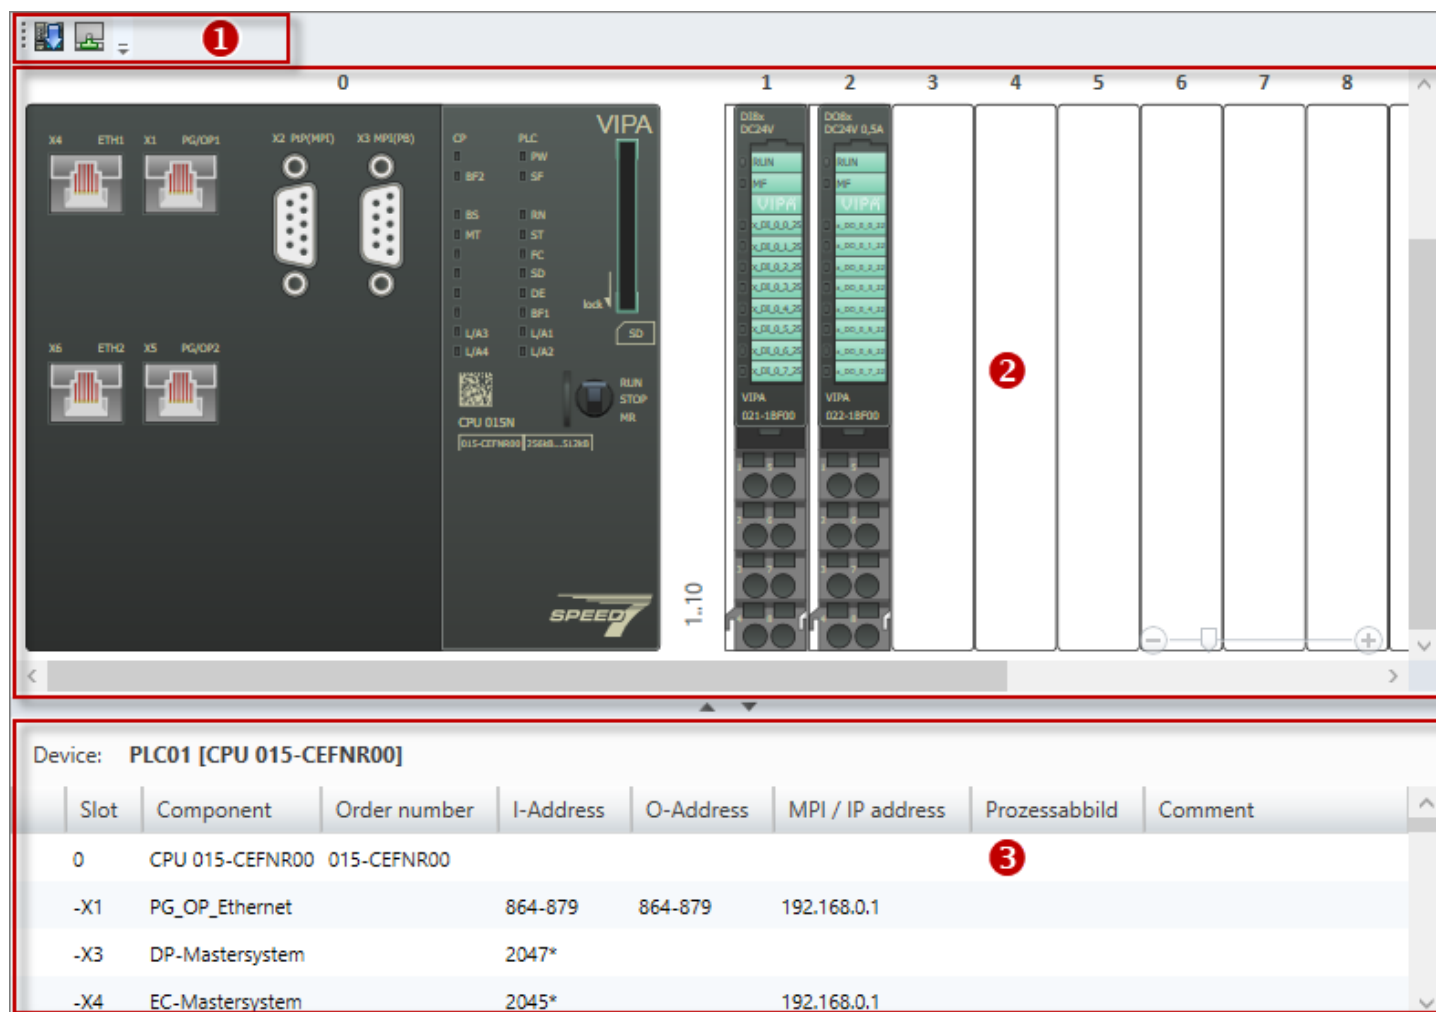 1
0 1 2 3 4 5 6 7 8
X4 ETH1 X1 PG/OP1 X2 PtP(MPI) X3 MPI(PB)
VIPA
CP PLC
PW
BF2 SF
BS RN
MT ST
FC
SD
DE
lock
BF1
L/A3 L/A1
SD
L/A4 L/A2
X6 ETH2 X5 PG/OP2
RUN
STOP
MR
CPU 015N
015-CEFNR00 256kB...512kB
SPEED7
1..10
DI8x
DC24V
RUN
MF
VIPA
VIPA
021-1BF00
DO8x
DC24V 0,5A
RUN
MF
VIPA
VIPA
022-1BF00
2
Device: PLC01 [CPU 015-CEFNR00]
Slot Component Order number I-Address O-Address MPI / IP address Prozessabbild Comment
0 CPU 015-CEFNR00 015-CEFNR00
3
-X1 PG_OP_Ethernet 864-879 864-879 192.168.0.1
-X3 DP-Mastersystem 2047*
-X4 EC-Mastersystem 2045* 192.168.0.1